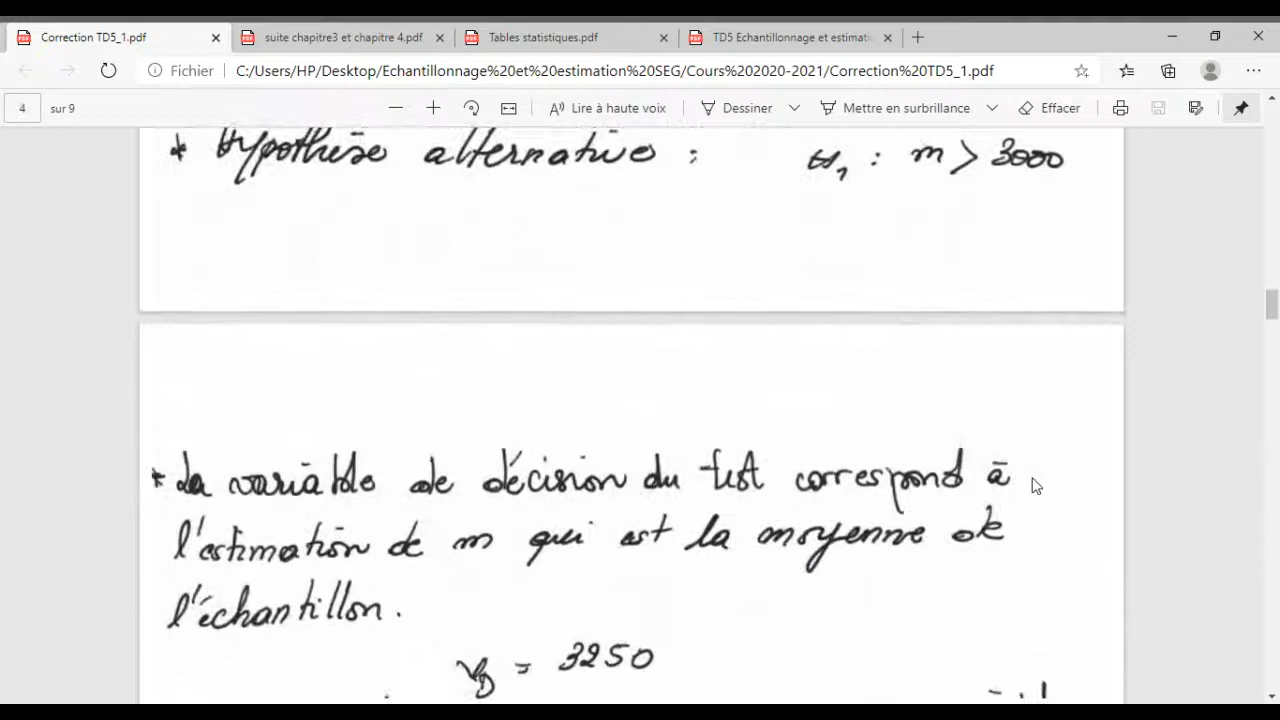 Correction TD5_1.pdf
suite chapitre3 et chapitre 4.pdf
Tables statistiques.pdf
TD5 Echantillonnage et estimati
Fichier
C:/Users/HP/Desktop/Echantillonnage%20et%20estimation%20SEG/Cours%202020-2021/Correction%20TD5_1.pdf
4 sur 9
Lire à haute voix
Dessiner
Mettre en surbrillance
Effacer
* Hypothèse alternative : H₁ : m > 3000
* La variable de décision du test correspond à
l'estimation de m qui est la moyenne de
l'échantillon.
V_D = 3250